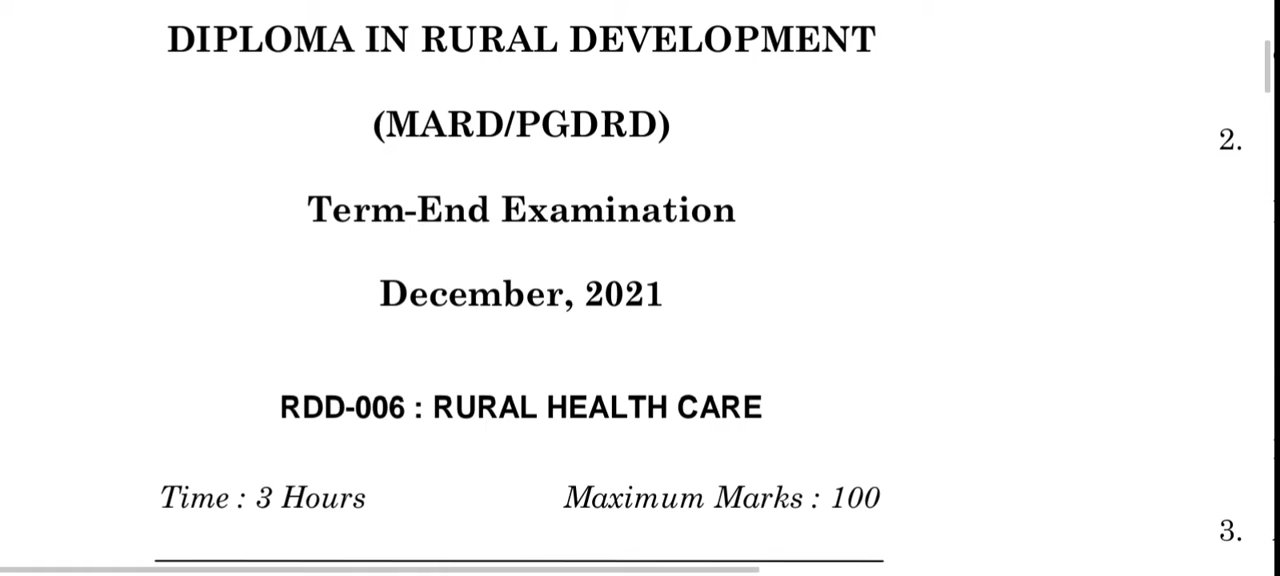 DIPLOMA IN RURAL DEVELOPMENT
(MARD/PGDRD)
Term-End Examination
December, 2021
RDD-006 : RURAL HEALTH CARE
Time : 3 Hours Maximum Marks : 100
2.
3.